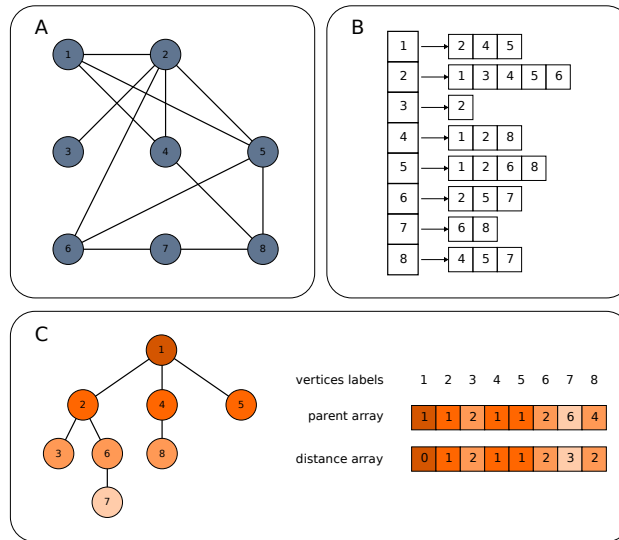 A
1 2
3 4 5
6 7 8
B
1 2 4 5
2 1 3 4 5 6
3 2
4 1 2 8
5 1 2 6 8
6 2 5 7
7 6 8
8 4 5 7
C
1
2 4 5
3 6 8
7
vertices labels 1 2 3 4 5 6 7 8
parent array 1 1 2 1 1 2 6 4
distance array 0 1 2 1 1 2 3 2